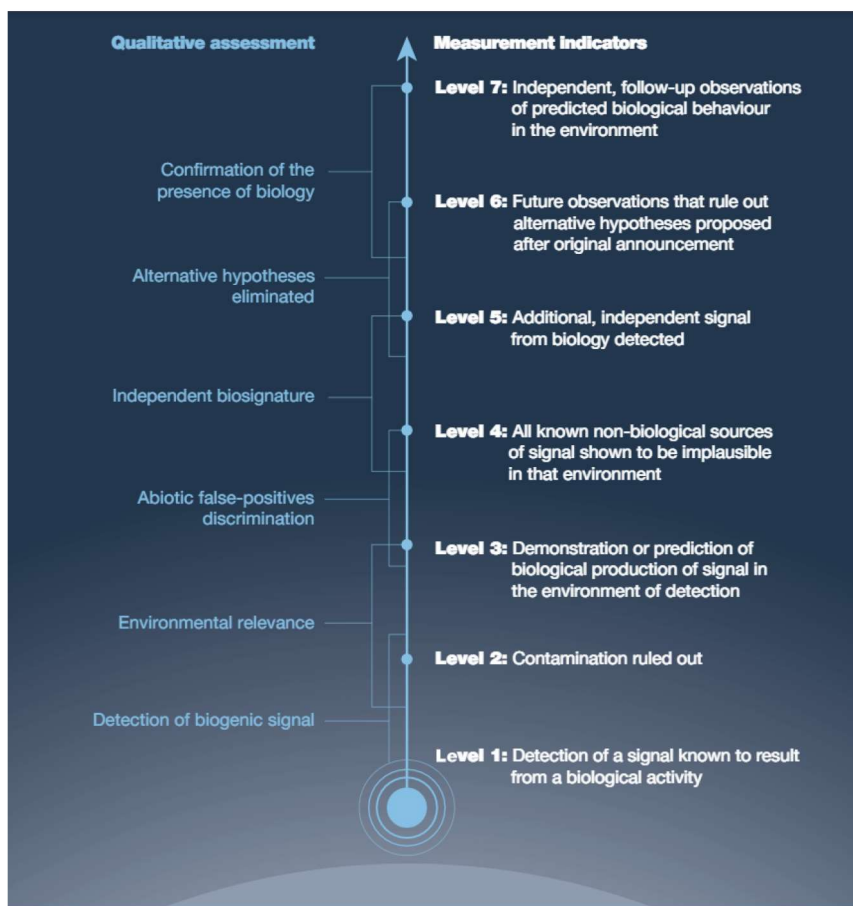 Qualitative assessment
Measurement indicators
Level 7: Independent, follow-up observations
of predicted biological behaviour
in the environment
Confirmation of the
presence of biology
Level 6: Future observations that rule out
alternative hypotheses proposed
after original announcement
Alternative hypotheses
eliminated
Level 5: Additional, independent signal
from biology detected
Independent biosignature
Level 4: All known non-biological sources
of signal shown to be implausible
in that environment
Abiotic false-positives
discrimination
Level 3: Demonstration or prediction of
biological production of signal in
the environment of detection
Environmental relevance
Level 2: Contamination ruled out
Detection of biogenic signal
Level 1: Detection of a signal known to result
from a biological activity